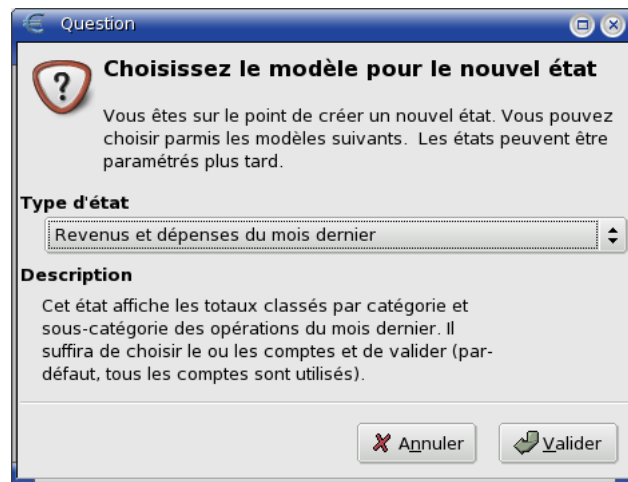 Question
Choisissez le modèle pour le nouvel état
Vous êtes sur le point de créer un nouvel état. Vous pouvez
choisir parmis les modèles suivants.  Les états peuvent être
paramétrés plus tard.
Type d'état
Revenus et dépenses du mois dernier
Description
Cet état affiche les totaux classés par catégorie et
sous-catégorie des opérations du mois dernier. Il
suffira de choisir le ou les comptes et de valider (par-
défaut, tous les comptes sont utilisés).
Annuler Valider